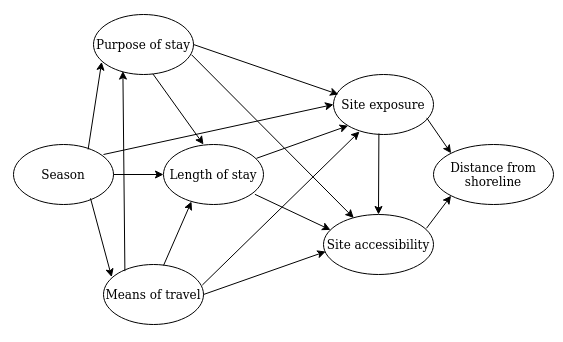 Purpose of stay
Site exposure
Season
Length of stay
Distance from
shoreline
Site accessibility
Means of travel